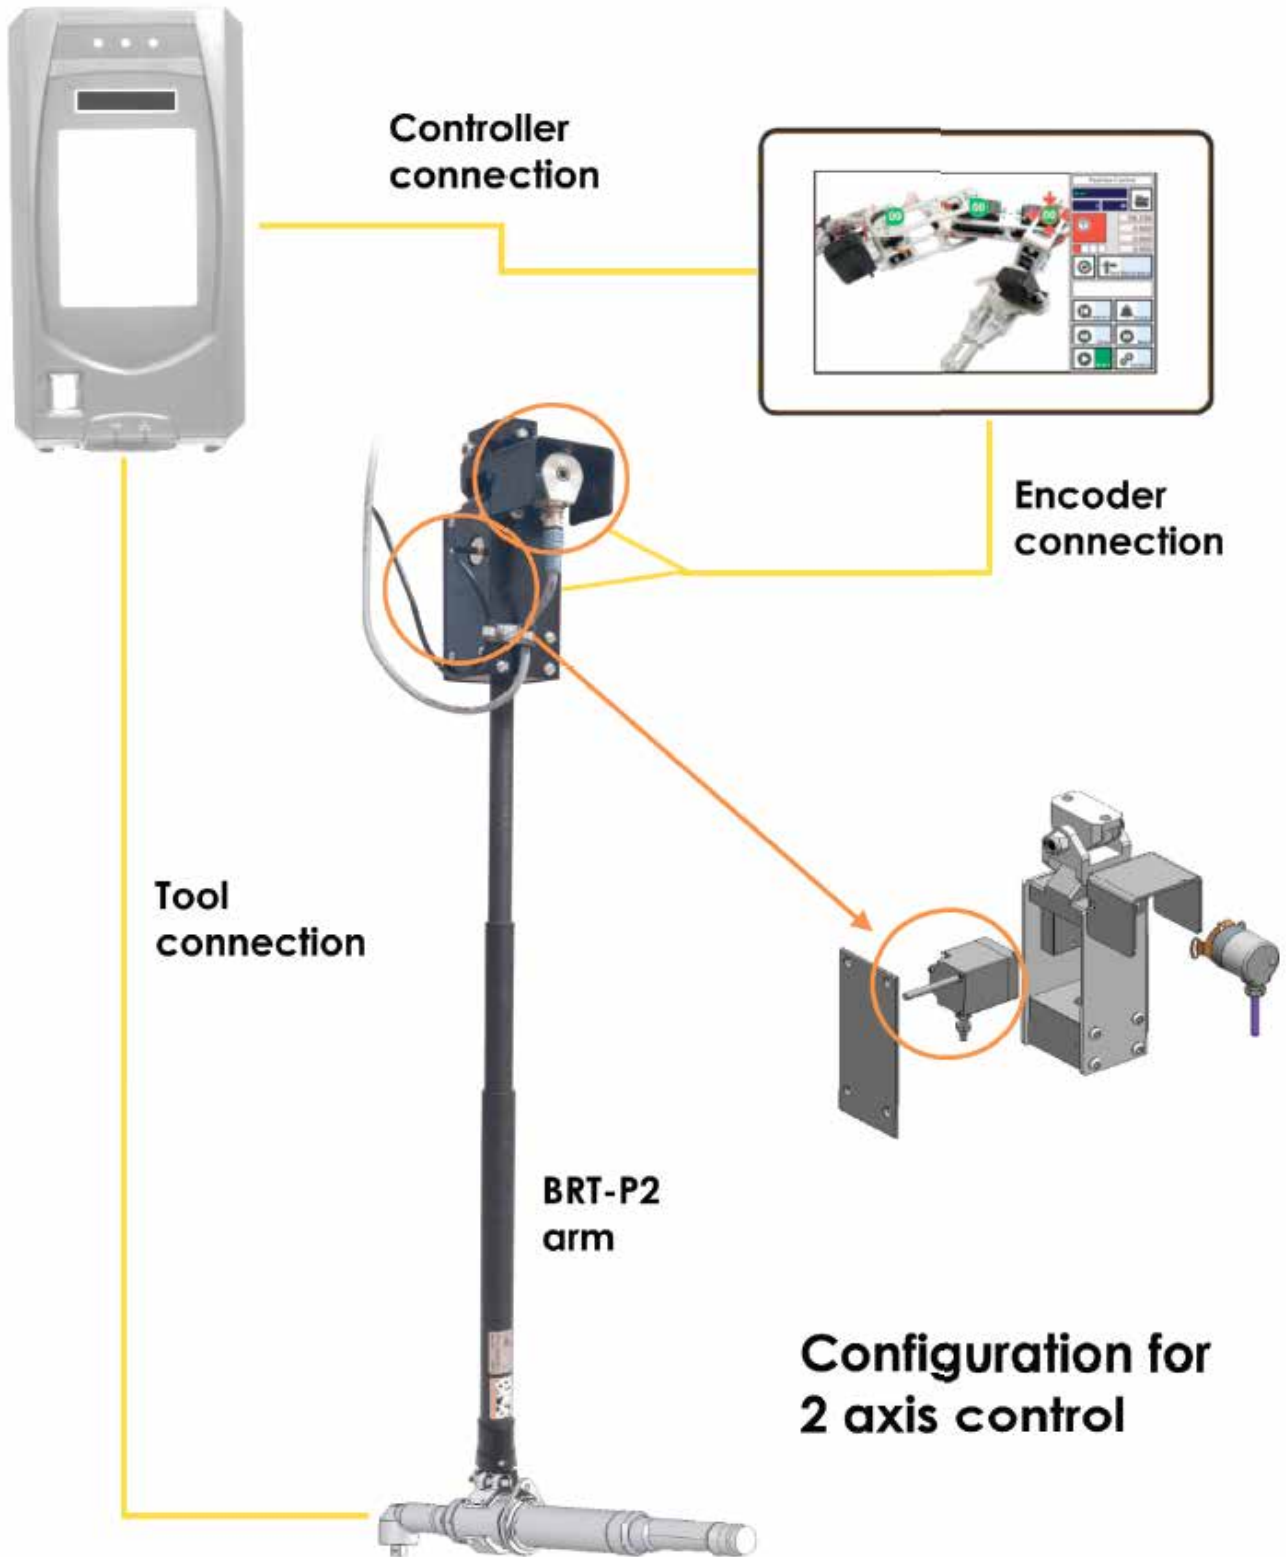 Controller
connection
Encoder
connection
Tool
connection
BRT-P2
arm
Configuration for
2 axis control